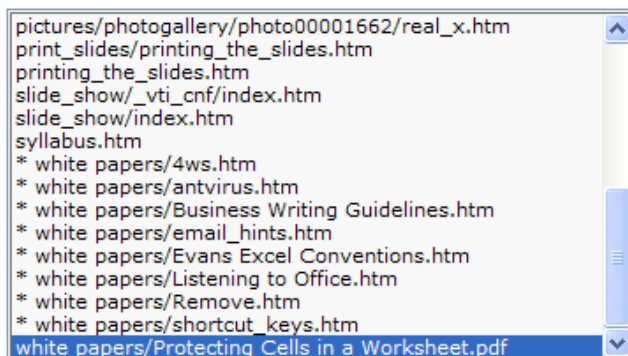 pictures/photogallery/photo00001662/real_x.htm
print_slides/printing_the_slides.htm
printing_the_slides.htm
slide_show/_vti_cnf/index.htm
slide_show/index.htm
syllabus.htm
* white papers/4ws.htm
* white papers/antvirus.htm
* white papers/Business Writing Guidelines.htm
* white papers/email_hints.htm
* white papers/Evans Excel Conventions.htm
* white papers/Listening to Office.htm
* white papers/Remove.htm
* white papers/shortcut_keys.htm
white papers/Protecting Cells in a Worksheet.pdf